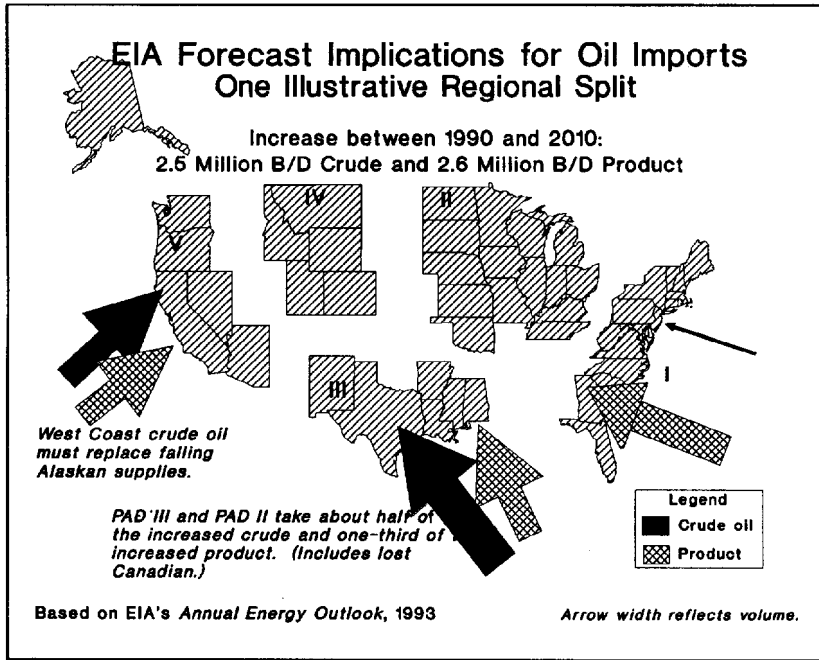 EIA Forecast Implications for Oil Imports
One Illustrative Regional Split
Increase between 1990 and 2010:
2.5 Million B/D Crude and 2.6 Million B/D Product
IV
II
V
I
III
West Coast crude oil
must replace falling
Alaskan supplies.
PAD III and PAD II take about half of
the increased crude and one-third of
increased product. (Includes lost
Canadian.)
Legend
Crude oil
Product
Based on EIA's Annual Energy Outlook, 1993
Arrow width reflects volume.